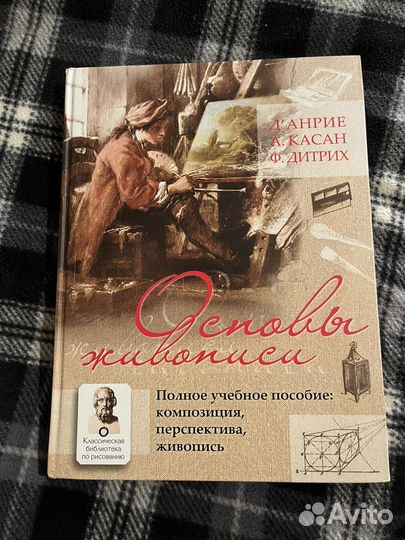 Д'АНРИЕ
А. КАСАН
Ф. ДИТРИХ
Основы
живописи
Полное учебное пособие:
композиция,
перспектива,
живопись
Классическая
библиотека
по рисованию
Avito